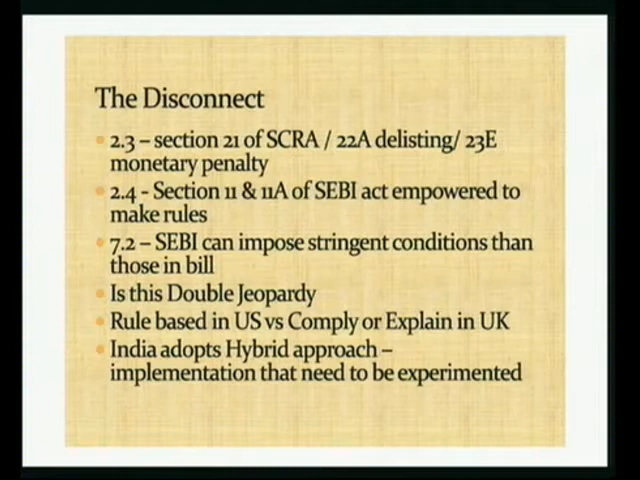 The Disconnect
2.3 – section 21 of SCRA / 22A delisting/ 23E
monetary penalty
2.4 - Section 11 & 11A of SEBI act empowered to
make rules
7.2 – SEBI can impose stringent conditions than
those in bill
Is this Double Jeopardy
Rule based in US vs Comply or Explain in UK
India adopts Hybrid approach –
implementation that need to be experimented